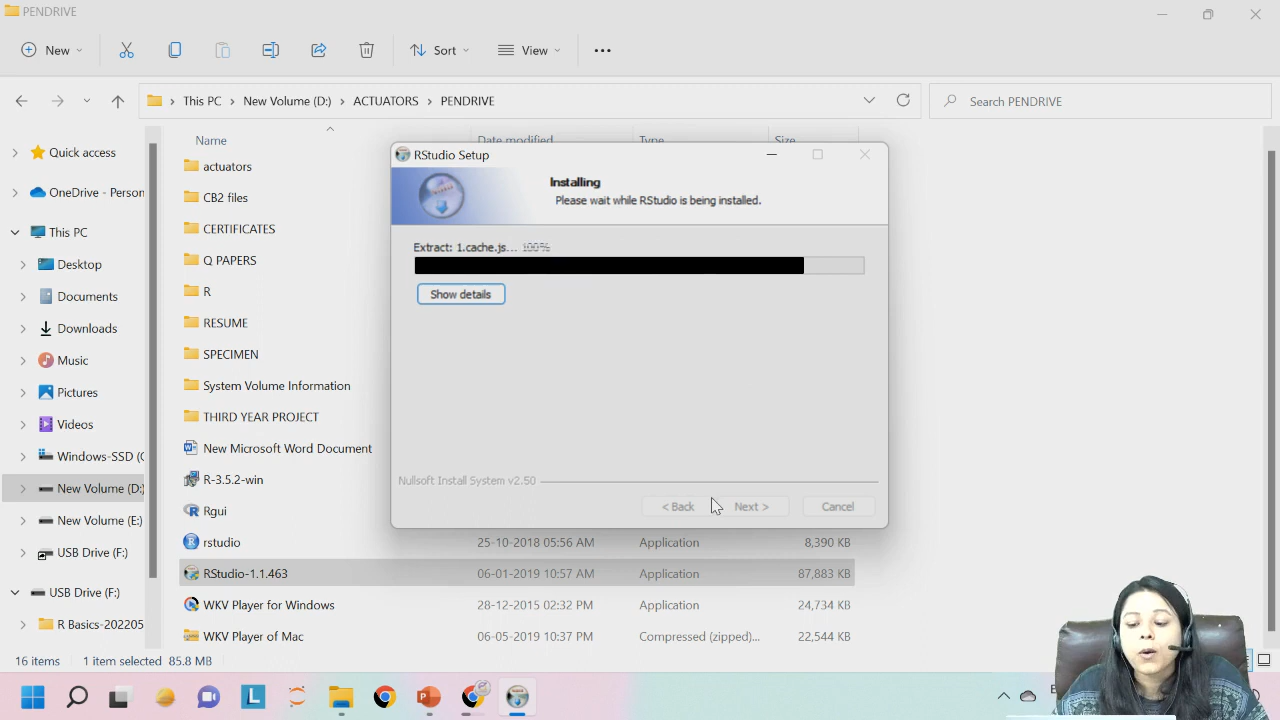 PENDRIVE
New
Sort
View
This PC
New Volume (D:)
ACTUATORS
PENDRIVE
Search PENDRIVE
Name
Date modified
Type
Size
Quick access
OneDrive - Person
This PC
Desktop
Documents
Downloads
Music
Pictures
Videos
Windows-SSD (C
New Volume (D:)
New Volume (E:)
USB Drive (F:)
USB Drive (F:)
R Basics-202205
actuators
CB2 files
CERTIFICATES
Q PAPERS
R
RESUME
SPECIMEN
System Volume Information
THIRD YEAR PROJECT
New Microsoft Word Document
R-3.5.2-win
Rgui
rstudio 25-10-2018 05:56 AM Application 8,390 KB
RStudio-1.1.463 06-01-2019 10:57 AM Application 87,883 KB
WKV Player for Windows 28-12-2015 02:32 PM Application 24,734 KB
WKV Player of Mac 06-05-2019 10:37 PM Compressed (zipped)... 22,544 KB
RStudio Setup
Installing
Please wait while RStudio is being installed.
Extract: 1.cache.js... 100%
Show details
Nullsoft Install System v2.50
< Back
Next >
Cancel
16 items
1 item selected 85.8 MB